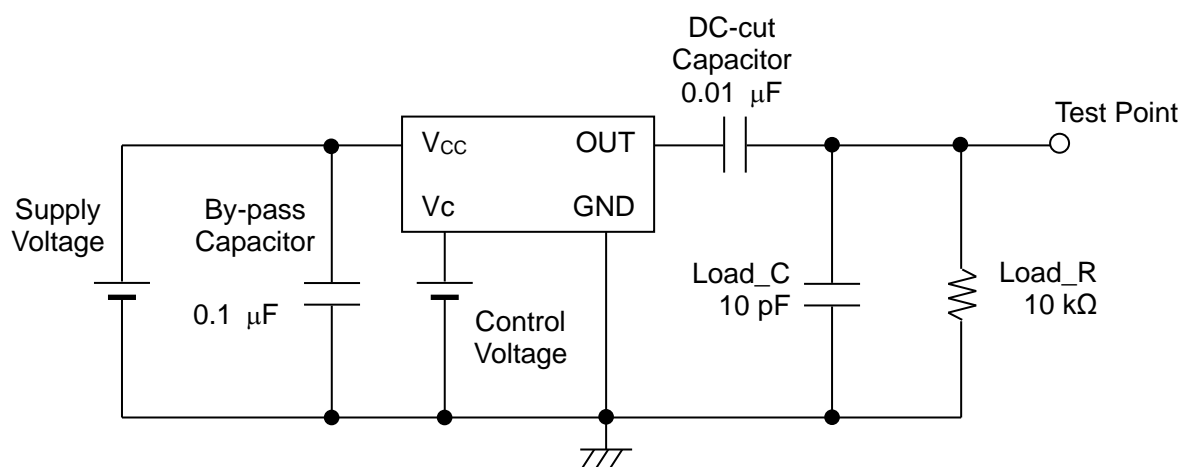 DC-cut
Capacitor
0.01 μF
Test Point
VCC
OUT
Vc
GND
Supply
Voltage
By-pass
Capacitor
0.1 μF
Control
Voltage
Load_C
10 pF
Load_R
10 kΩ